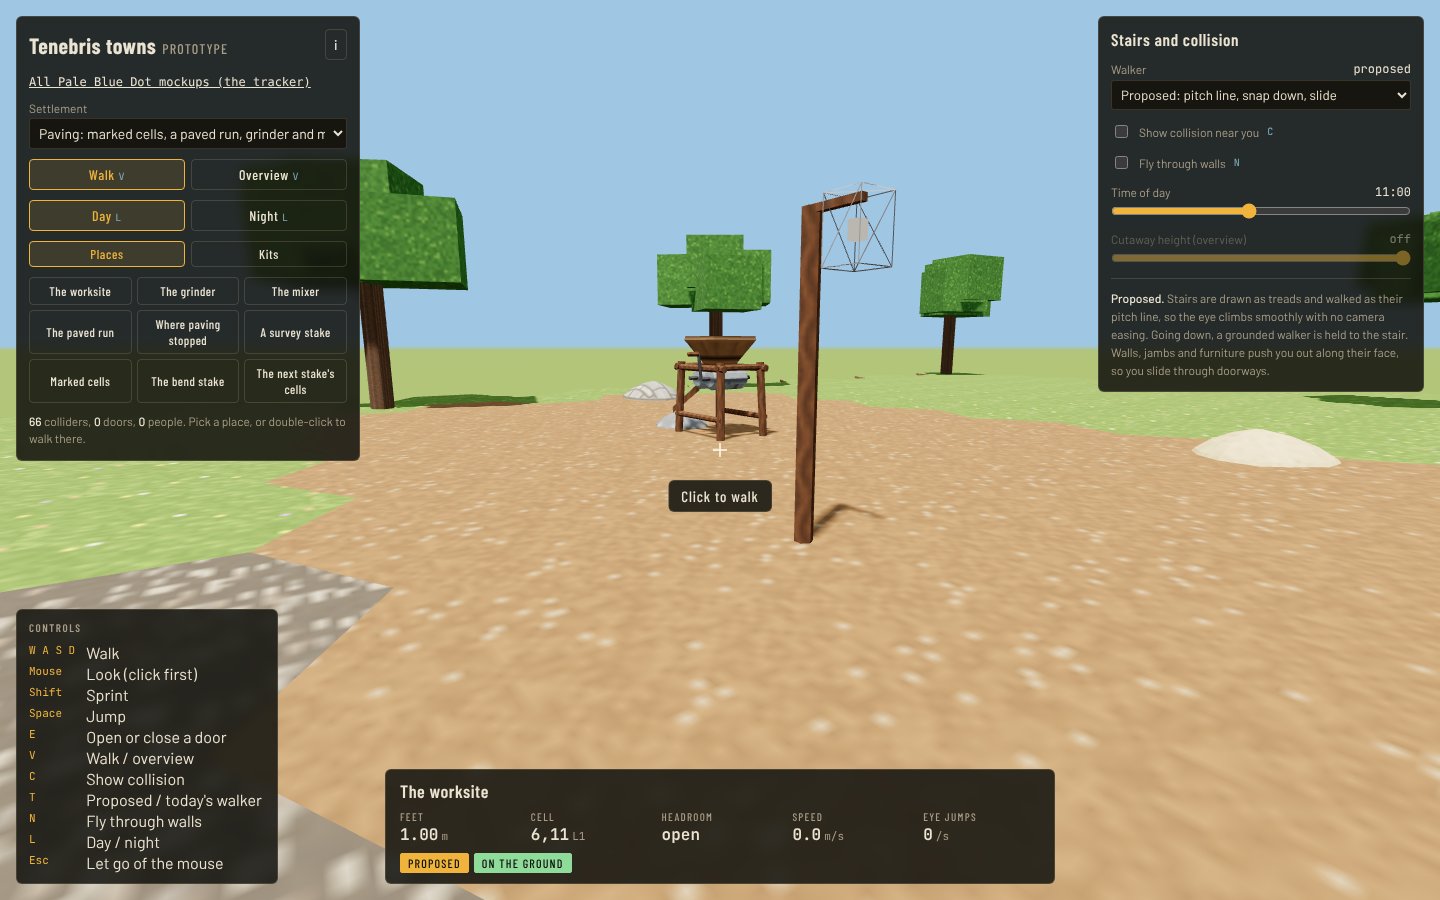 Tenebris towns PROTOTYPE
i
All Pale Blue Dot mockups (the tracker)
Settlement
Paving: marked cells, a paved run, grinder and m
Walk V
Overview V
Day L
Night L
Places
Kits
The worksite
The grinder
The mixer
The paved run
Where paving
stopped
A survey stake
Marked cells
The bend stake
The next stake's
cells
66 colliders, 0 doors, 0 people. Pick a place, or double-click to
walk there.
Stairs and collision
Walker
proposed
Proposed: pitch line, snap down, slide
Show collision near you C
Fly through walls N
Time of day
11:00
Cutaway height (overview)
off
Proposed. Stairs are drawn as treads and walked as their
pitch line, so the eye climbs smoothly with no camera
easing. Going down, a grounded walker is held to the stair.
Walls, jambs and furniture push you out along their face,
so you slide through doorways.
Click to walk
CONTROLS
W A S D Walk
Mouse Look (click first)
Shift Sprint
Space Jump
E Open or close a door
V Walk / overview
C Show collision
T Proposed / today's walker
N Fly through walls
L Day / night
Esc Let go of the mouse
The worksite
FEET
CELL
HEADROOM
SPEED
EYE JUMPS
1.00 m
6,11 L1
open
0.0 m/s
0 /s
PROPOSED
ON THE GROUND